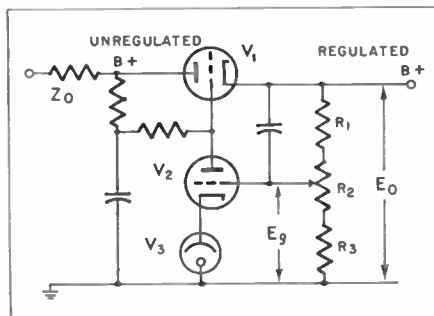 UNREGULATED V1 REGULATED
B+ B+
Z0
R1
V2 R2 E0
Eg
V3 R3